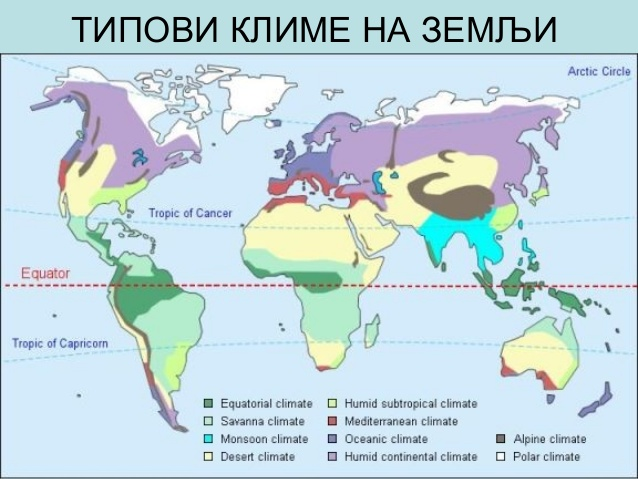 ТИПОВИ КЛИМЕ НА ЗЕМЉИ
Arctic Circle
Tropic of Cancer
Equator
Tropic of Capricorn
Equatorial climate
Savanna climate
Monsoon climate
Desert climate
Humid subtropical climate
Mediterranean climate
Oceanic climate
Humid continental climate
Alpine climate
Polar climate